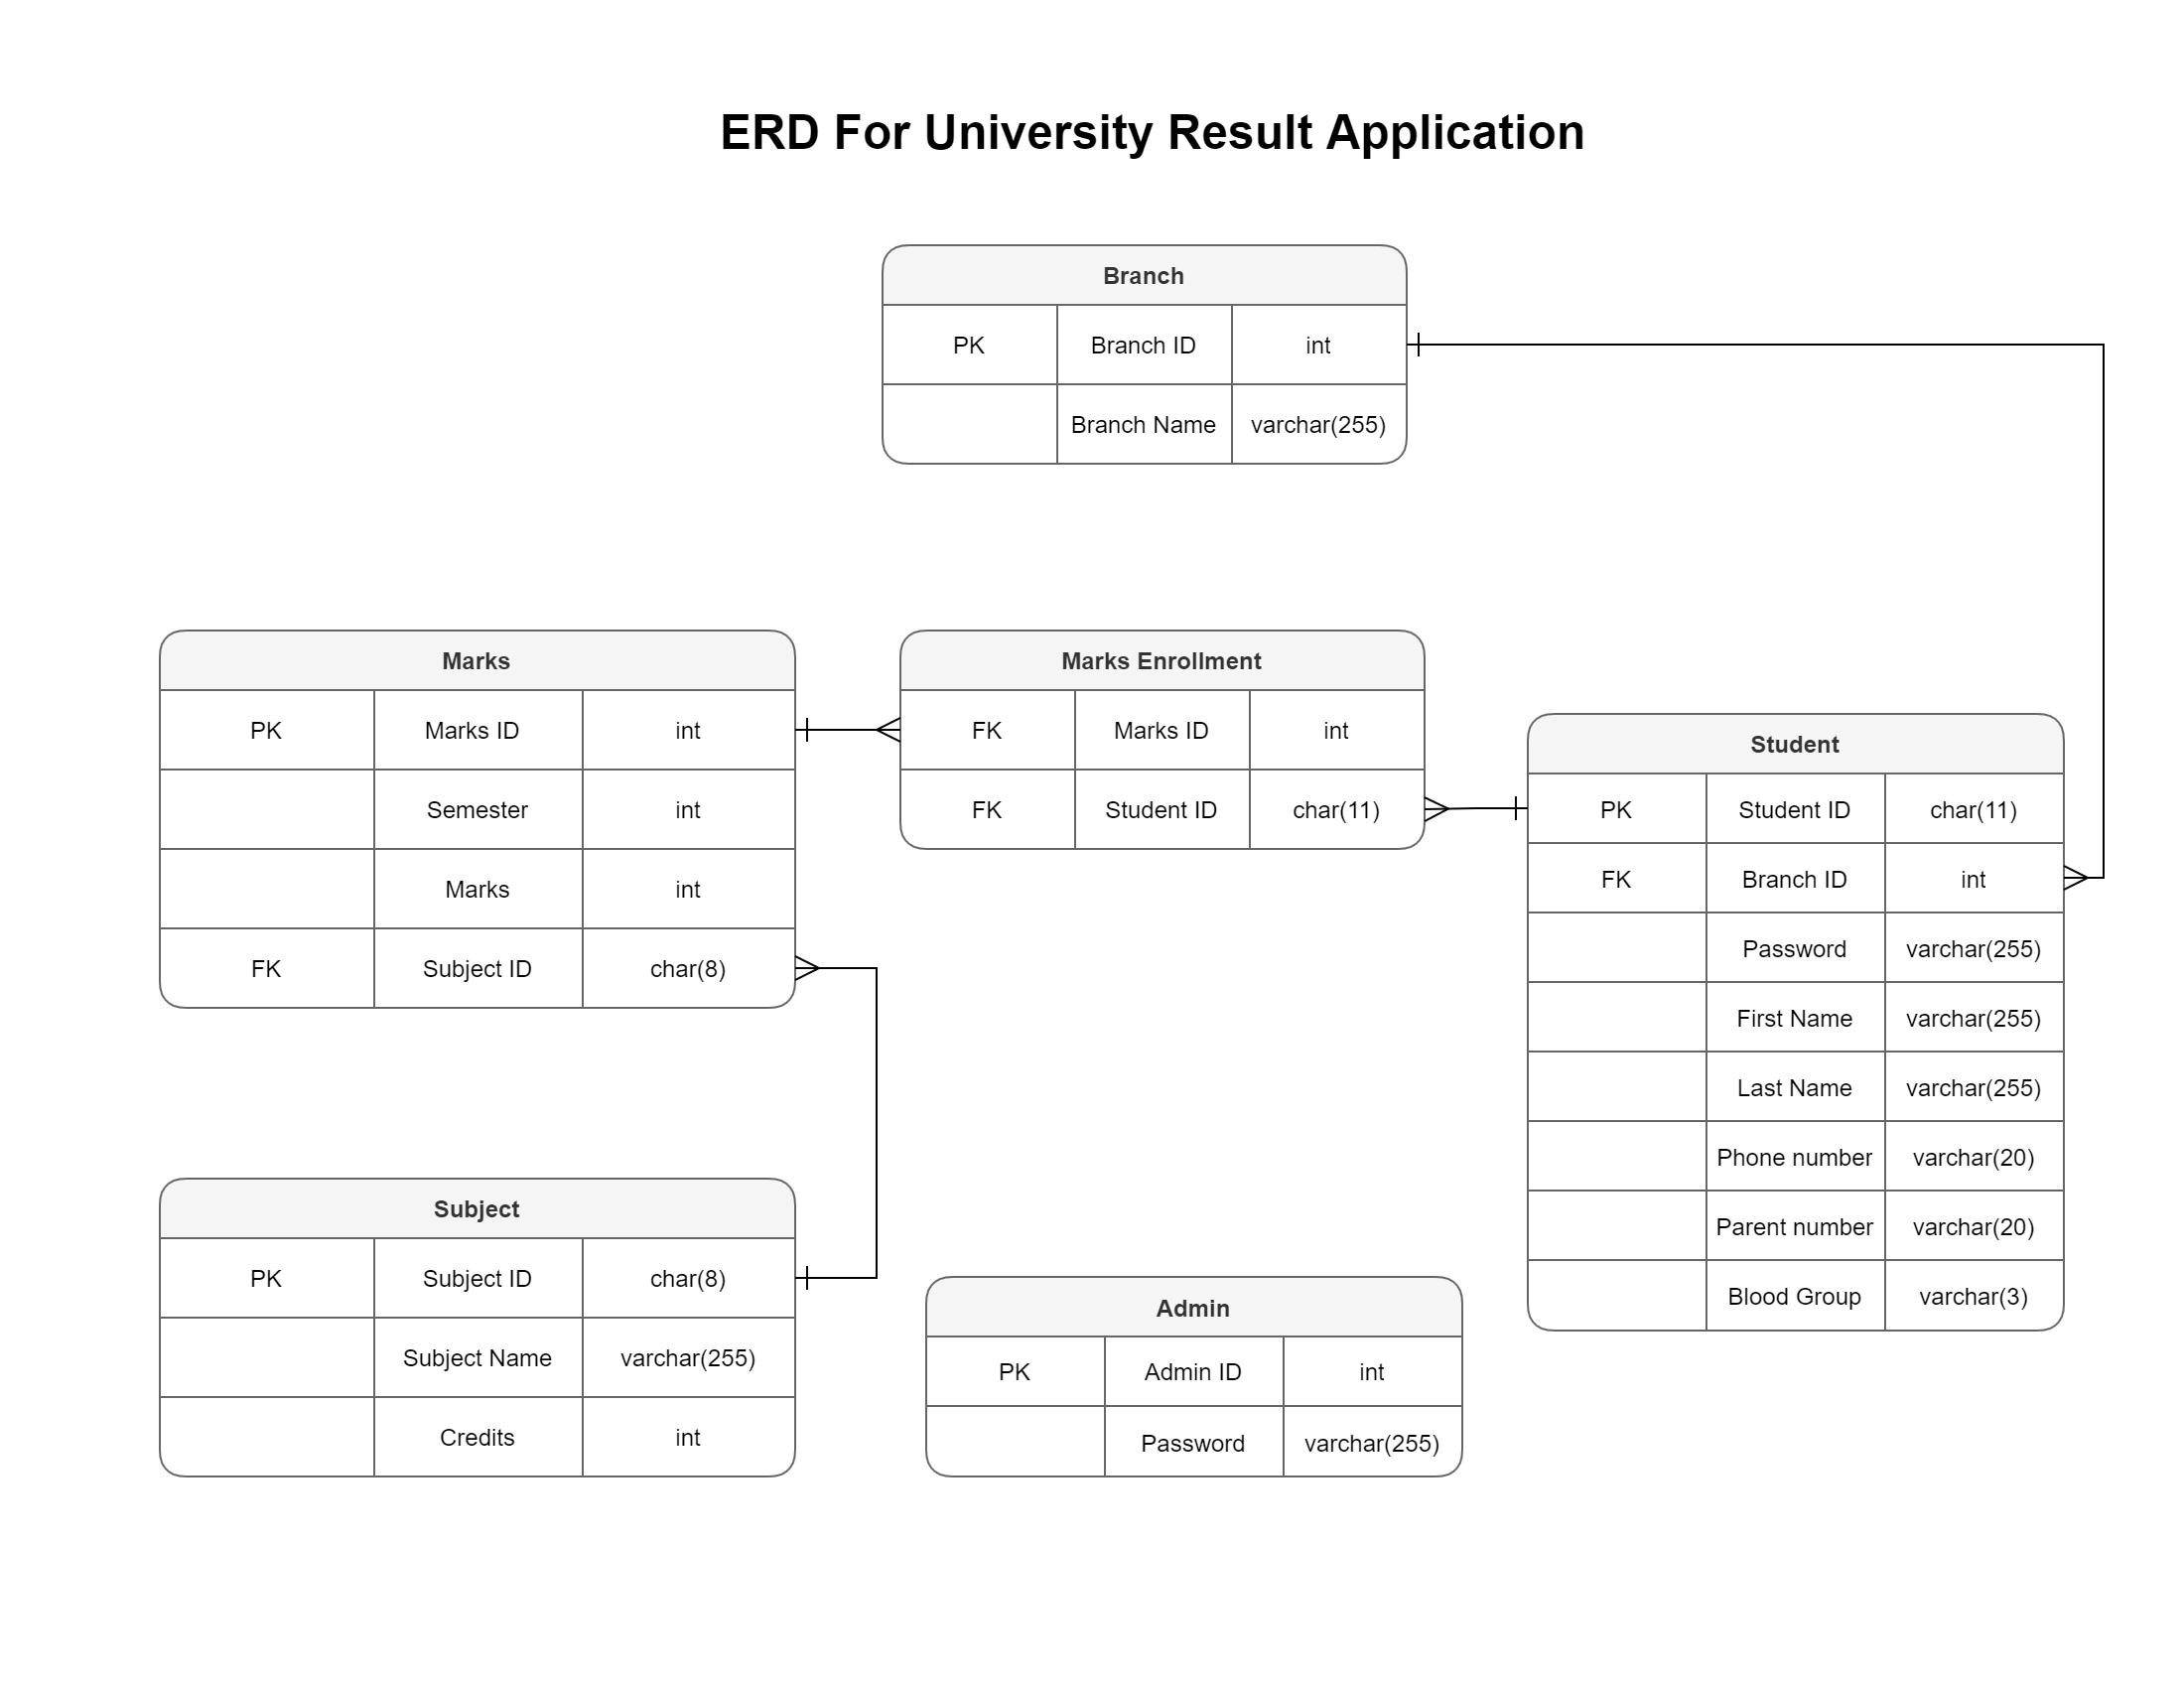 ERD For University Result Application
Branch
PK Branch ID int
Branch Name varchar(255)
Marks
PK Marks ID int
Semester int
Marks int
FK Subject ID char(8)
Marks Enrollment
FK Marks ID int
FK Student ID char(11)
Student
PK Student ID char(11)
FK Branch ID int
Password varchar(255)
First Name varchar(255)
Last Name varchar(255)
Phone number varchar(20)
Parent number varchar(20)
Blood Group varchar(3)
Subject
PK Subject ID char(8)
Subject Name varchar(255)
Credits int
Admin
PK Admin ID int
Password varchar(255)